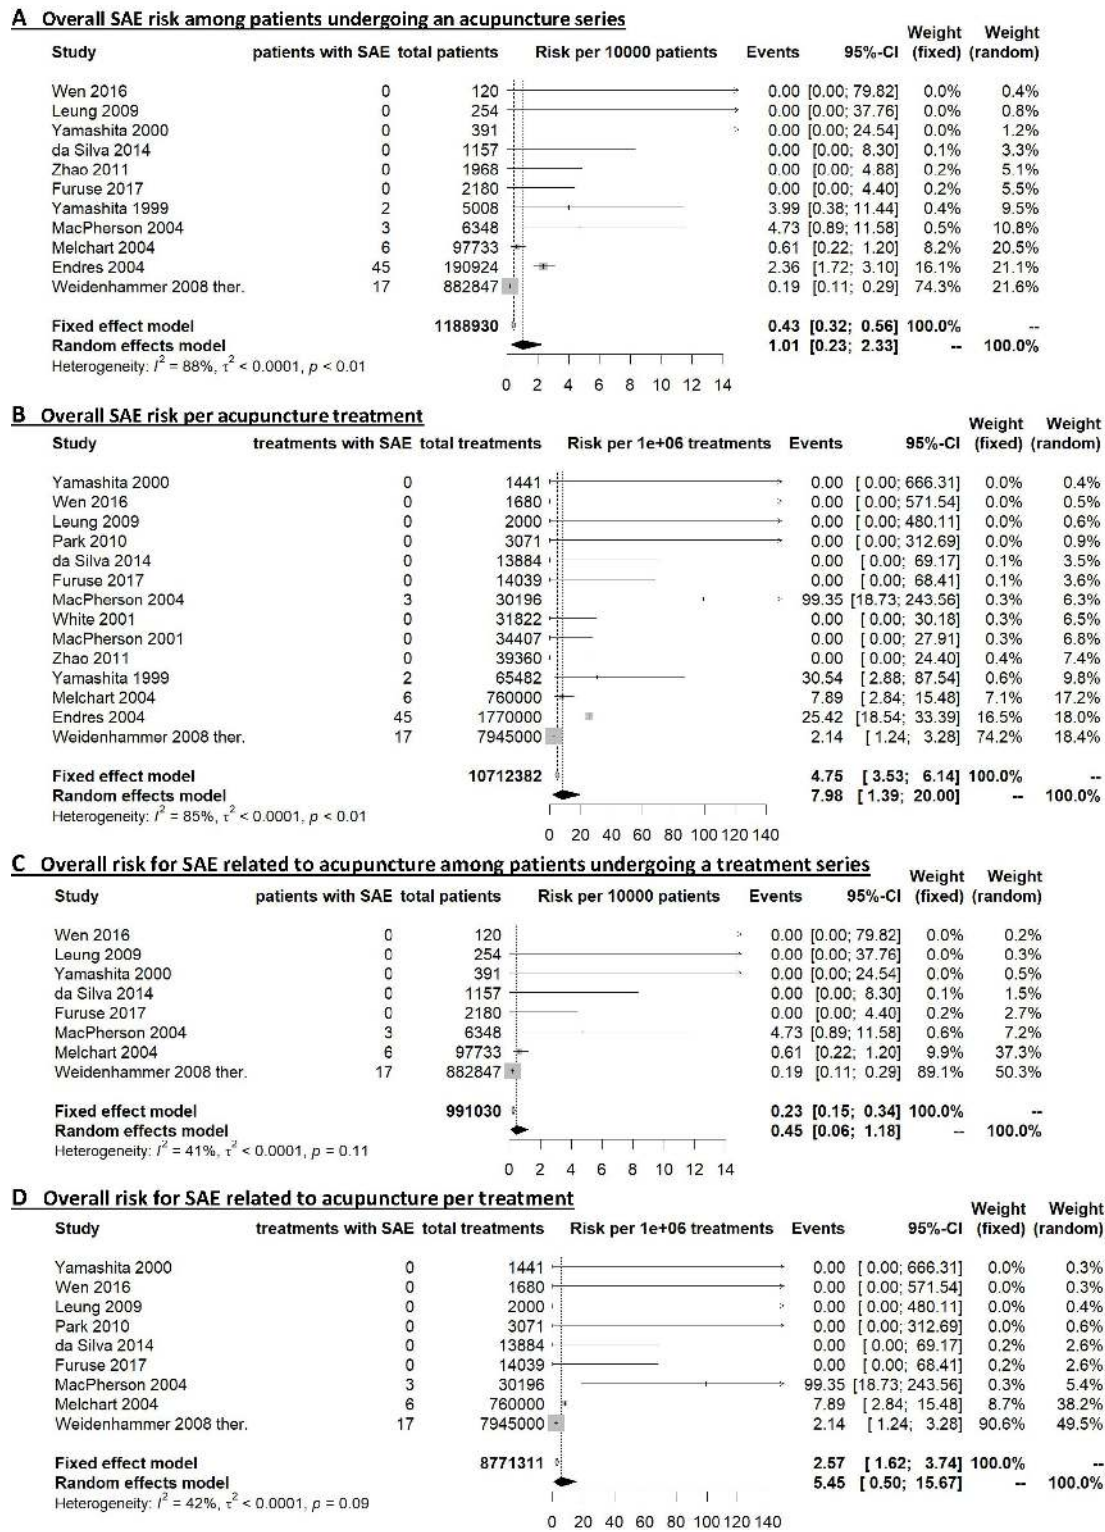 A Overall SAE risk among patients undergoing an acupuncture series
Study patients with SAE total patients Risk per 10000 patients Events 95%-CI Weight (fixed) Weight (random)
Wen 2016 0 120 0.00 [0.00; 79.82] 0.0% 0.4%
Leung 2009 0 254 0.00 [0.00; 37.76] 0.0% 0.8%
Yamashita 2000 0 391 0.00 [0.00; 24.54] 0.0% 1.2%
da Silva 2014 0 1157 0.00 [0.00; 8.30] 0.1% 3.3%
Zhao 2011 0 1968 0.00 [0.00; 4.88] 0.2% 5.1%
Furuse 2017 0 2180 0.00 [0.00; 4.40] 0.2% 5.5%
Yamashita 1999 2 5008 3.99 [0.38; 11.44] 0.4% 9.5%
MacPherson 2004 3 6348 4.73 [0.89; 11.58] 0.5% 10.8%
Melchart 2004 6 97733 0.61 [0.22; 1.20] 8.2% 20.5%
Endres 2004 45 190924 2.36 [1.72; 3.10] 16.1% 21.1%
Weidenhammer 2008 ther. 17 882847 0.19 [0.11; 0.29] 74.3% 21.6%
Fixed effect model 1188930 0.43 [0.32; 0.56] 100.0% --
Random effects model 1.01 [0.23; 2.33] -- 100.0%
Heterogeneity: I² = 88%, τ² < 0.0001, p < 0.01
0 2 4 6 8 10 12 14
B Overall SAE risk per acupuncture treatment
Study treatments with SAE total treatments Risk per 1e+06 treatments Events 95%-CI Weight (fixed) Weight (random)
Yamashita 2000 0 1441 0.00 [0.00; 666.31] 0.0% 0.4%
Wen 2016 0 1680 0.00 [0.00; 571.54] 0.0% 0.5%
Leung 2009 0 2000 0.00 [0.00; 480.11] 0.0% 0.6%
Park 2010 0 3071 0.00 [0.00; 312.69] 0.0% 0.9%
da Silva 2014 0 13884 0.00 [0.00; 69.17] 0.1% 3.5%
Furuse 2017 0 14039 0.00 [0.00; 68.41] 0.1% 3.6%
MacPherson 2004 3 30196 99.35 [18.73; 243.56] 0.3% 6.3%
White 2001 0 31822 0.00 [0.00; 30.18] 0.3% 6.5%
MacPherson 2001 0 34407 0.00 [0.00; 27.91] 0.3% 6.8%
Zhao 2011 0 39360 0.00 [0.00; 24.40] 0.4% 7.4%
Yamashita 1999 2 65482 30.54 [2.88; 87.54] 0.6% 9.8%
Melchart 2004 6 760000 7.89 [2.84; 15.48] 7.1% 17.2%
Endres 2004 45 1770000 25.42 [18.54; 33.39] 16.5% 18.0%
Weidenhammer 2008 ther. 17 7945000 2.14 [1.24; 3.28] 74.2% 18.4%
Fixed effect model 10712382 4.75 [3.53; 6.14] 100.0% --
Random effects model 7.98 [1.39; 20.00] -- 100.0%
Heterogeneity: I² = 85%, τ² < 0.0001, p < 0.01
0 20 40 60 80 100 120 140
C Overall risk for SAE related to acupuncture among patients undergoing a treatment series
Study patients with SAE total patients Risk per 10000 patients Events 95%-CI Weight (fixed) Weight (random)
Wen 2016 0 120 0.00 [0.00; 79.82] 0.0% 0.2%
Leung 2009 0 254 0.00 [0.00; 37.76] 0.0% 0.3%
Yamashita 2000 0 391 0.00 [0.00; 24.54] 0.0% 0.5%
da Silva 2014 0 1157 0.00 [0.00; 8.30] 0.1% 1.5%
Furuse 2017 0 2180 0.00 [0.00; 4.40] 0.2% 2.7%
MacPherson 2004 3 6348 4.73 [0.89; 11.58] 0.6% 7.2%
Melchart 2004 6 97733 0.61 [0.22; 1.20] 9.9% 37.3%
Weidenhammer 2008 ther. 17 882847 0.19 [0.11; 0.29] 89.1% 50.3%
Fixed effect model 991030 0.23 [0.15; 0.34] 100.0% --
Random effects model 0.45 [0.06; 1.18] -- 100.0%
Heterogeneity: I² = 41%, τ² < 0.0001, p = 0.11
0 2 4 6 8 10 12 14
D Overall risk for SAE related to acupuncture per treatment
Study treatments with SAE total treatments Risk per 1e+06 treatments Events 95%-CI Weight (fixed) Weight (random)
Yamashita 2000 0 1441 0.00 [0.00; 666.31] 0.0% 0.3%
Wen 2016 0 1680 0.00 [0.00; 571.54] 0.0% 0.3%
Leung 2009 0 2000 0.00 [0.00; 480.11] 0.0% 0.4%
Park 2010 0 3071 0.00 [0.00; 312.69] 0.0% 0.6%
da Silva 2014 0 13884 0.00 [0.00; 69.17] 0.2% 2.6%
Furuse 2017 0 14039 0.00 [0.00; 68.41] 0.2% 2.6%
MacPherson 2004 3 30196 99.35 [18.73; 243.56] 0.3% 5.4%
Melchart 2004 6 760000 7.89 [2.84; 15.48] 8.7% 38.2%
Weidenhammer 2008 ther. 17 7945000 2.14 [1.24; 3.28] 90.6% 49.5%
Fixed effect model 8771311 2.57 [1.62; 3.74] 100.0% --
Random effects model 5.45 [0.50; 15.67] -- 100.0%
Heterogeneity: I² = 42%, τ² < 0.0001, p = 0.09
0 20 40 60 80 100 120 140